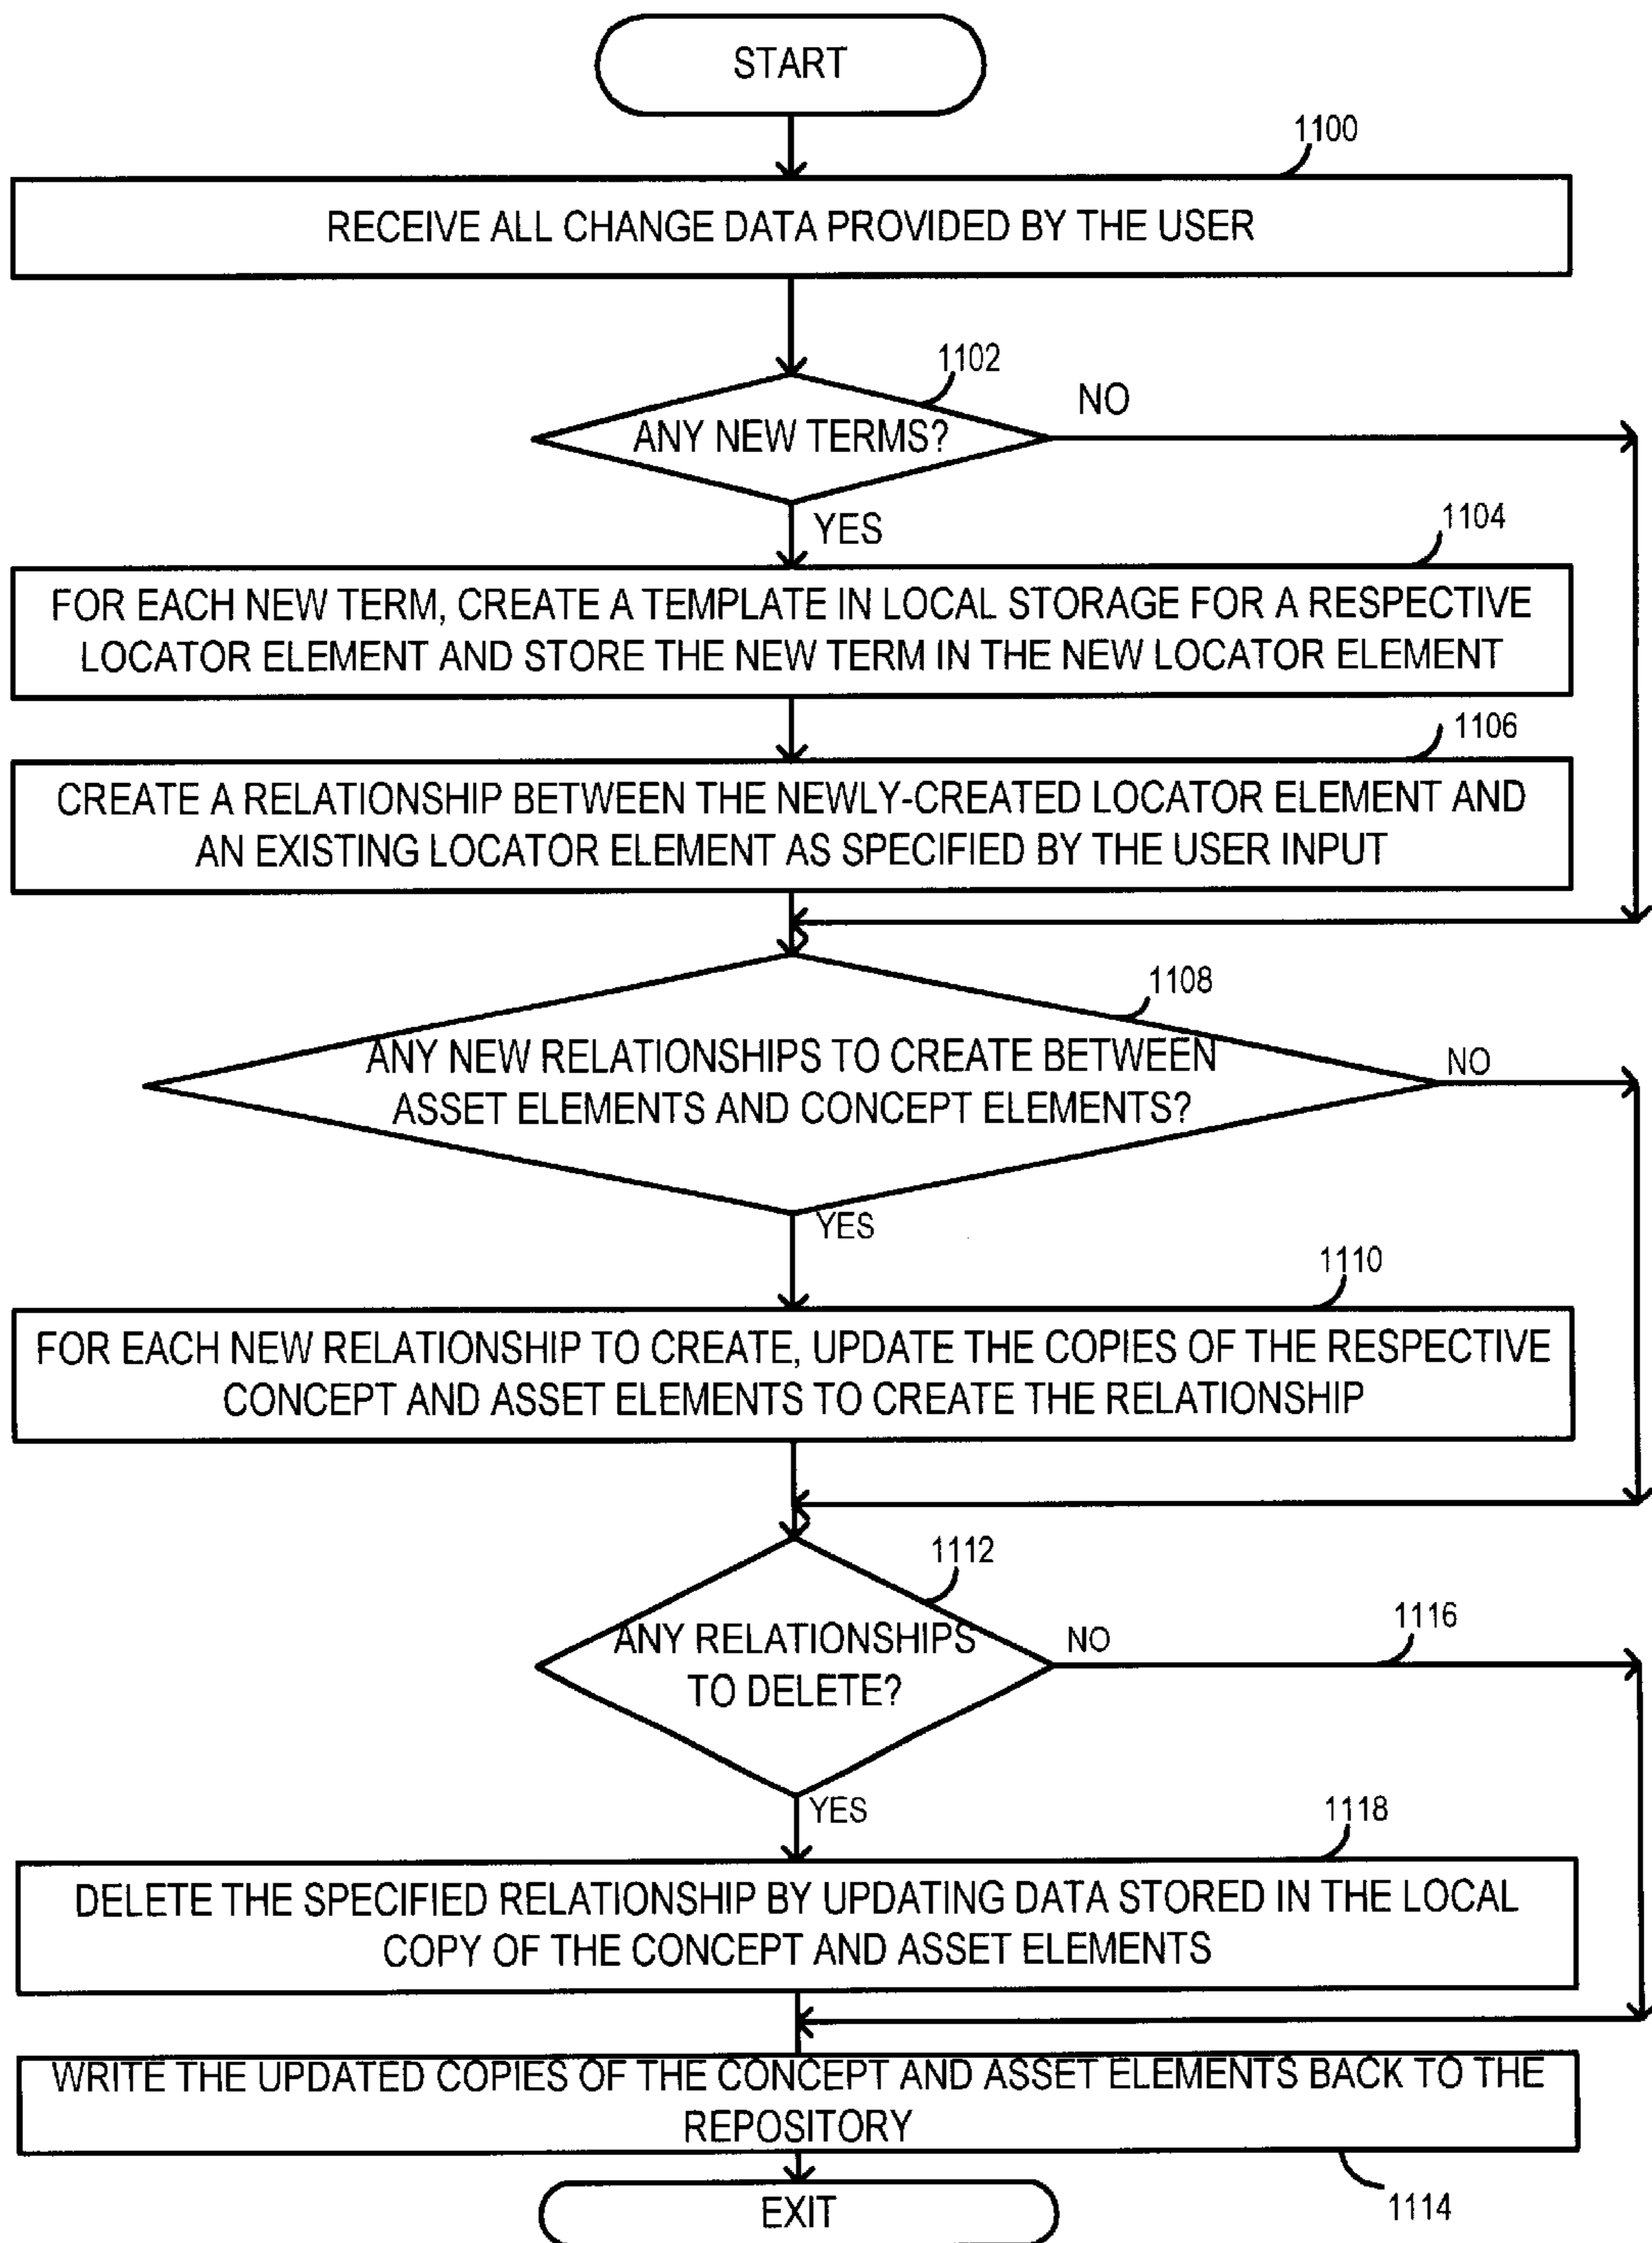 START
1100
RECEIVE ALL CHANGE DATA PROVIDED BY THE USER
1102
NO
ANY NEW TERMS?
YES
1104
FOR EACH NEW TERM, CREATE A TEMPLATE IN LOCAL STORAGE FOR A RESPECTIVE
LOCATOR ELEMENT AND STORE THE NEW TERM IN THE NEW LOCATOR ELEMENT
1106
CREATE A RELATIONSHIP BETWEEN THE NEWLY-CREATED LOCATOR ELEMENT AND
AN EXISTING LOCATOR ELEMENT AS SPECIFIED BY THE USER INPUT
1108
ANY NEW RELATIONSHIPS TO CREATE BETWEEN
ASSET ELEMENTS AND CONCEPT ELEMENTS?
NO
YES
1110
FOR EACH NEW RELATIONSHIP TO CREATE, UPDATE THE COPIES OF THE RESPECTIVE
CONCEPT AND ASSET ELEMENTS TO CREATE THE RELATIONSHIP
1112
1116
ANY RELATIONSHIPS
TO DELETE?
NO
YES
1118
DELETE THE SPECIFIED RELATIONSHIP BY UPDATING DATA STORED IN THE LOCAL
COPY OF THE CONCEPT AND ASSET ELEMENTS
WRITE THE UPDATED COPIES OF THE CONCEPT AND ASSET ELEMENTS BACK TO THE
REPOSITORY
1114
EXIT